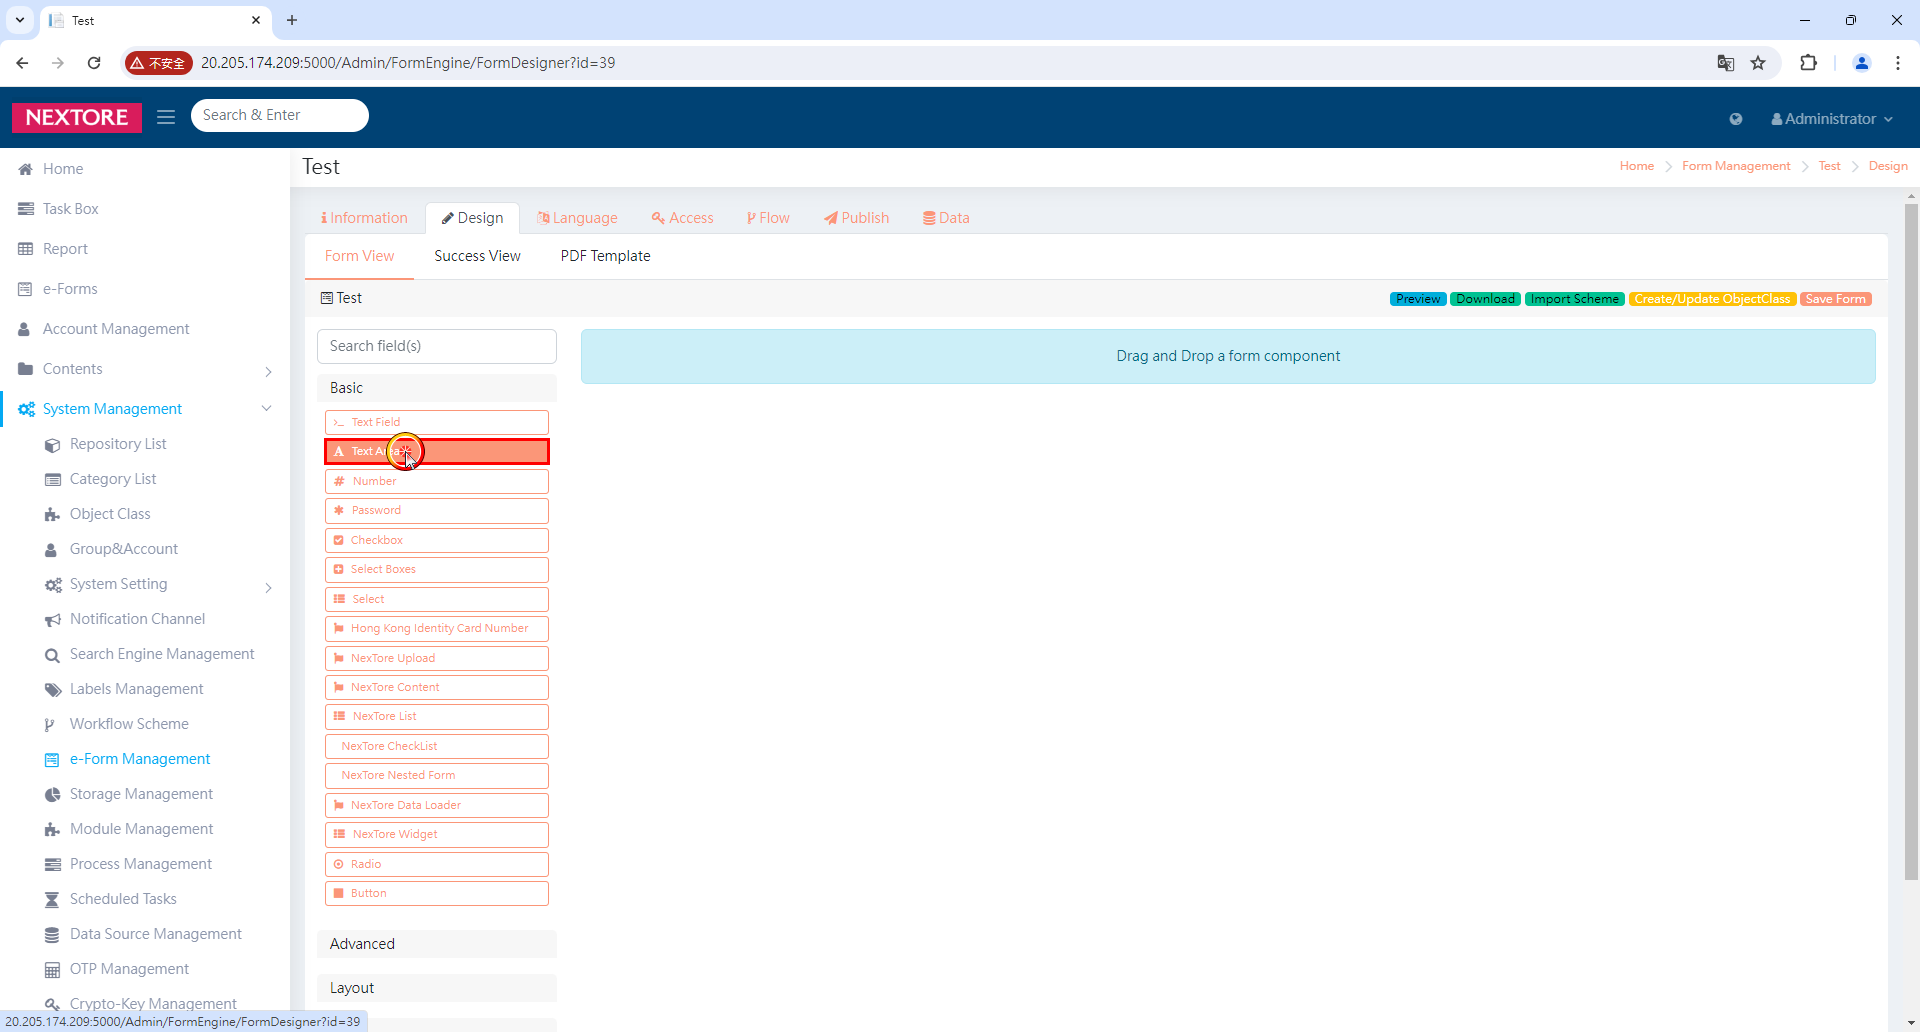 Test
不安全
20.205.174.209:5000/Admin/FormEngine/FormDesigner?id=39
NEXTORE
Search & Enter
Administrator
Home
Task Box
Report
e-Forms
Account Management
Contents
System Management
Repository List
Category List
Object Class
Group&Account
System Setting
Notification Channel
Search Engine Management
Labels Management
Workflow Scheme
e-Form Management
Storage Management
Module Management
Process Management
Scheduled Tasks
Data Source Management
OTP Management
Crypto-Key Management
20.205.174.209:5000/Admin/FormEngine/FormDesigner?id=39
Test
Home > Form Management > Test > Design
Information Design Language Access Flow Publish Data
Form View Success View PDF Template
Test
Preview Download Import Scheme Create/Update ObjectClass Save Form
Search field(s)
Basic
Text Field
Text Area
Number
Password
Checkbox
Select Boxes
Select
Hong Kong Identity Card Number
NexTore Upload
NexTore Content
NexTore List
NexTore CheckList
NexTore Nested Form
NexTore Data Loader
NexTore Widget
Radio
Button
Advanced
Layout
Drag and Drop a form component